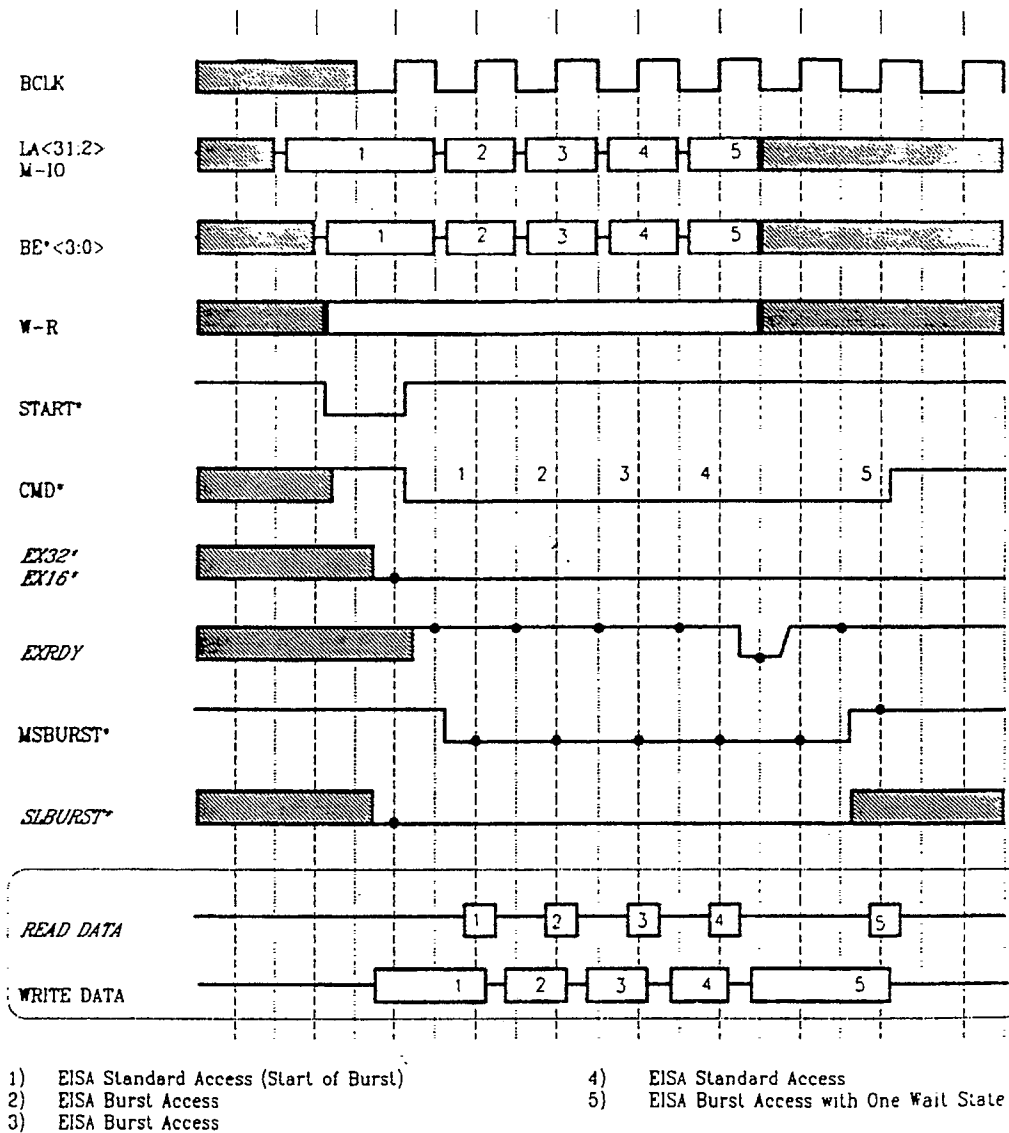 BCLK
LA<31:2>
M-IO
1 2 3 4 5
BE*<3:0>
1 2 3 4 5
W-R
START*
CMD*
1 2 3 4 5
EX32*
EX16*
EXRDY
MSBURST*
SLBURST*
READ DATA
1 2 3 4 5
WRITE DATA
1 2 3 4 5
1) EISA Standard Access (Start of Burst)
2) EISA Burst Access
3) EISA Burst Access
4) EISA Standard Access
5) EISA Burst Access with One Wait State